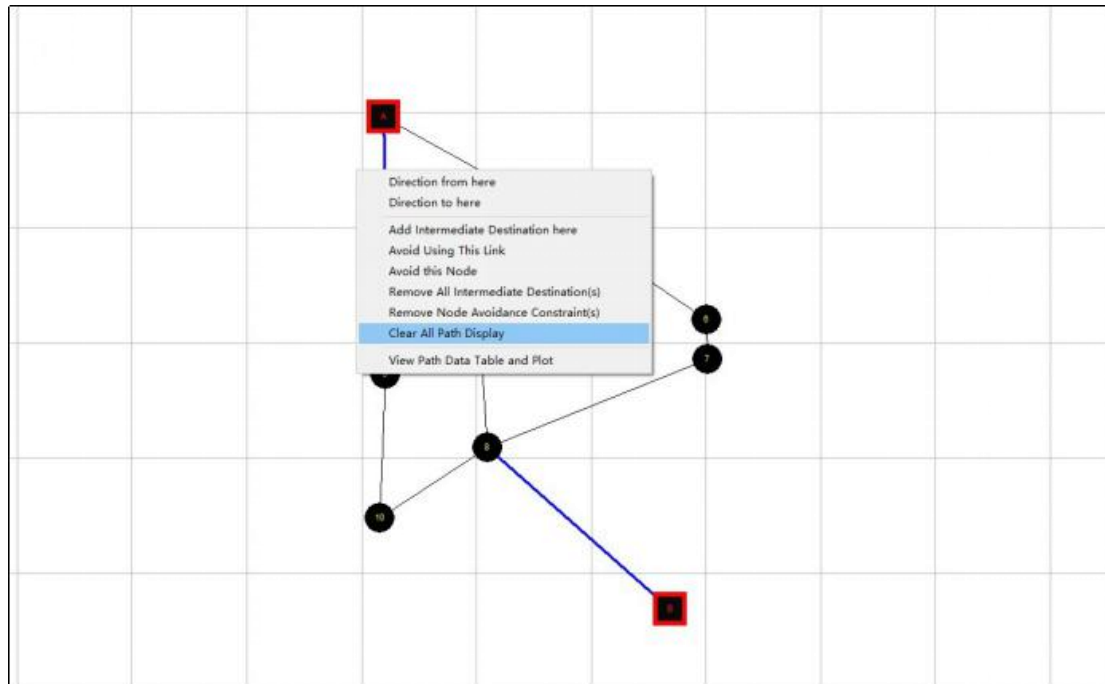 A
Direction from here
Direction to here
Add Intermediate Destination here
Avoid Using This Link
Avoid this Node
Remove All Intermediate Destination(s)
Remove Node Avoidance Constraint(s)
Clear All Path Display
View Path Data Table and Plot
6
7
8
10